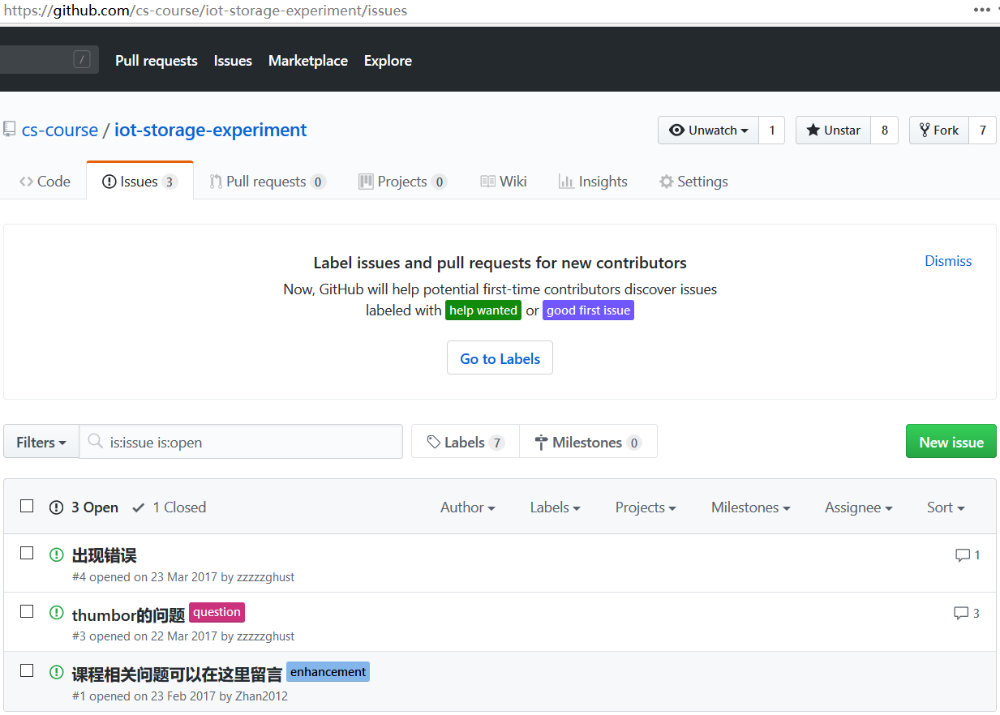 https://github.com/cs-course/iot-storage-experiment/issues
/ Pull requests Issues Marketplace Explore
cs-course / iot-storage-experiment Unwatch 1 Unstar 8 Fork 7
Code Issues 3 Pull requests 0 Projects 0 Wiki Insights Settings
Label issues and pull requests for new contributors Dismiss
Now, GitHub will help potential first-time contributors discover issues
labeled with help wanted or good first issue
Go to Labels
Filters is:issue is:open Labels 7 Milestones 0 New issue
3 Open 1 Closed Author Labels Projects Milestones Assignee Sort
出现错误 1
#4 opened on 23 Mar 2017 by zzzzzghust
thumbor的问题 question 3
#3 opened on 22 Mar 2017 by zzzzzghust
课程相关问题可以在这里留言 enhancement
#1 opened on 23 Feb 2017 by Zhan2012